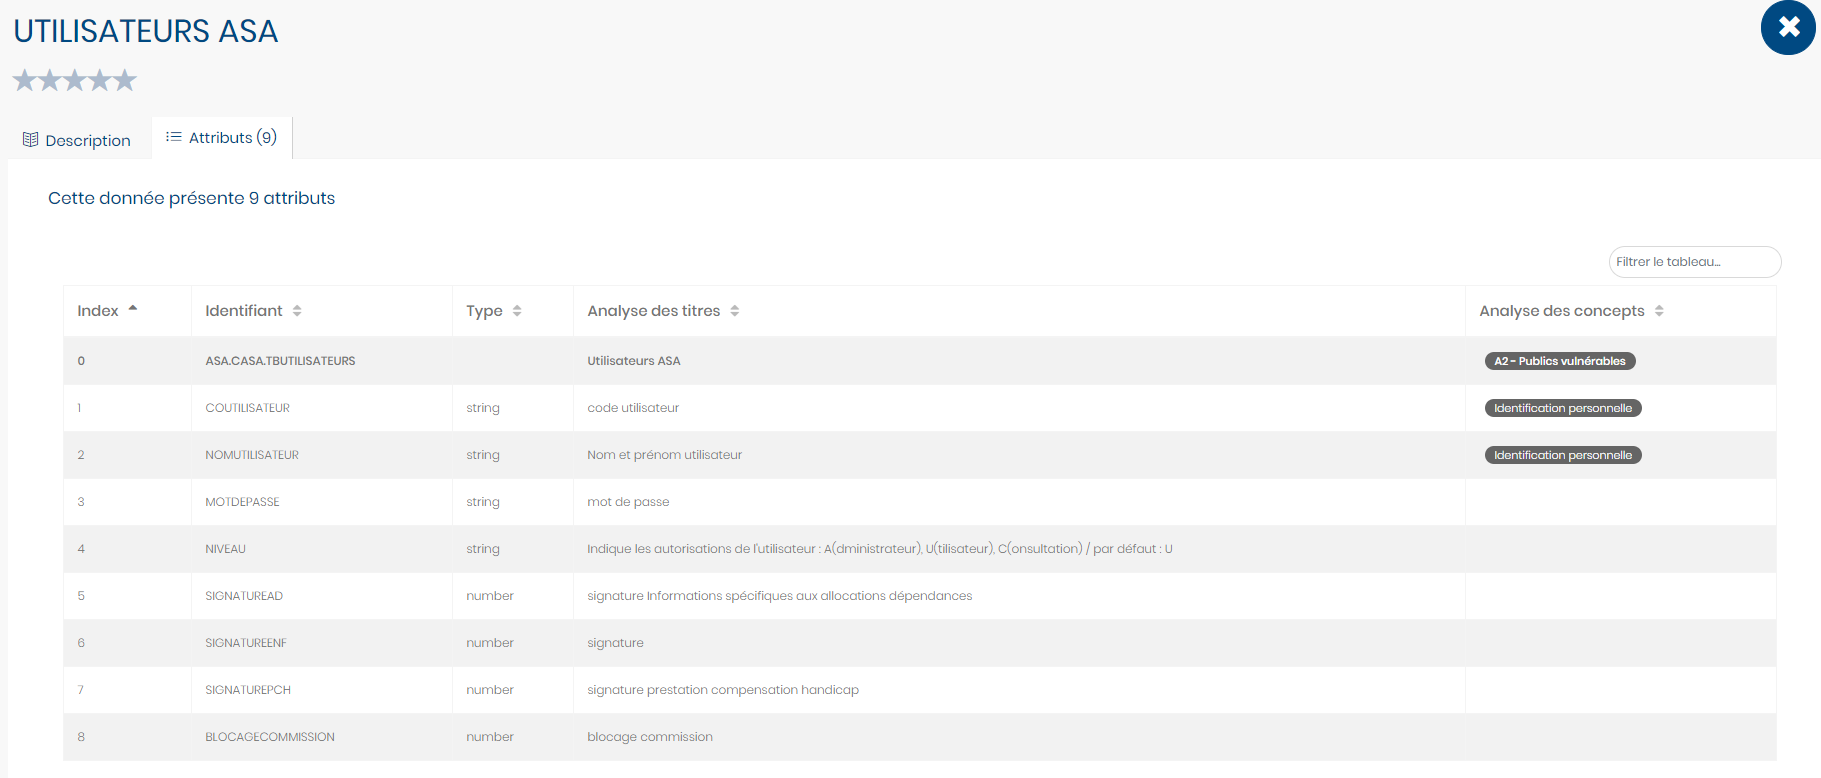 UTILISATEURS ASA
Description
Attributs (9)
Cette donnée présente 9 attributs
Filtrer le tableau...
Index Identifiant Type Analyse des titres Analyse des concepts
0 ASA.CASA.TBUTILISATEURS Utilisateurs ASA A2 - Publics vulnérables
1 COUTILISATEUR string code utilisateur Identification personnelle
2 NOMUTILISATEUR string Nom et prénom utilisateur Identification personnelle
3 MOTDEPASSE string mot de passe
4 NIVEAU string Indique les autorisations de l'utilisateur : A(dministrateur), U(tilisateur), C(onsultation) / par défaut : U
5 SIGNATUREAD number signature Informations spécifiques aux allocations dépendances
6 SIGNATUREENF number signature
7 SIGNATUREPCH number signature prestation compensation handicap
8 BLOCAGECOMMISSION number blocage commission